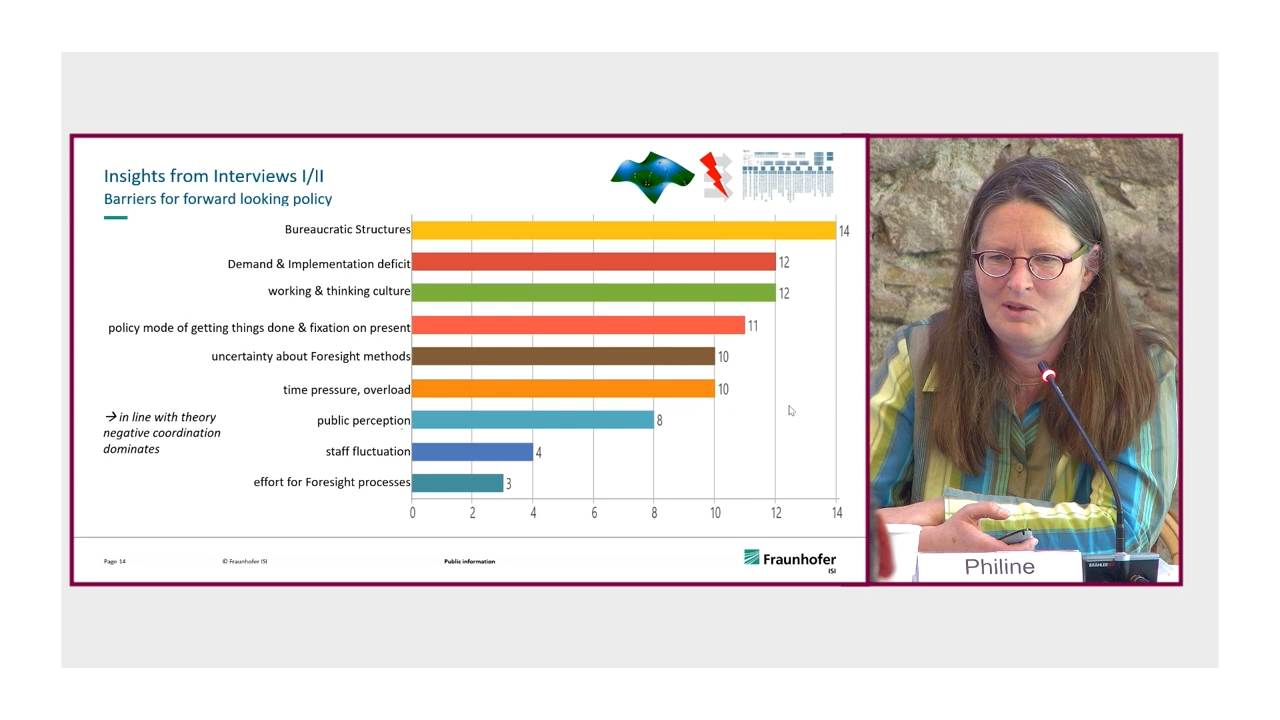 Insights from Interviews I/II
Barriers for forward looking policy
Bureaucratic Structures
14
Demand & Implementation deficit
12
working & thinking culture
12
policy mode of getting things done & fixation on present
11
uncertainty about Foresight methods
10
time pressure, overload
10
public perception
8
staff fluctuation
4
effort for Foresight processes
3
→ in line with theory
negative coordination
dominates
0 2 4 6 8 10 12 14
Page 14
© Fraunhofer ISI
Public information
Fraunhofer
ISI
Philine